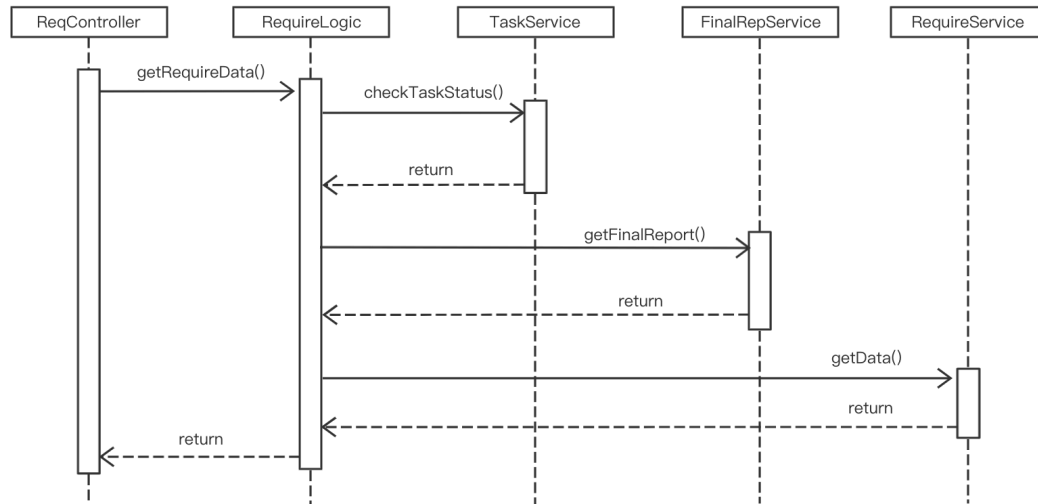 ReqController
RequireLogic
TaskService
FinalRepService
RequireService
getRequireData()
checkTaskStatus()
return
getFinalReport()
return
getData()
return
return